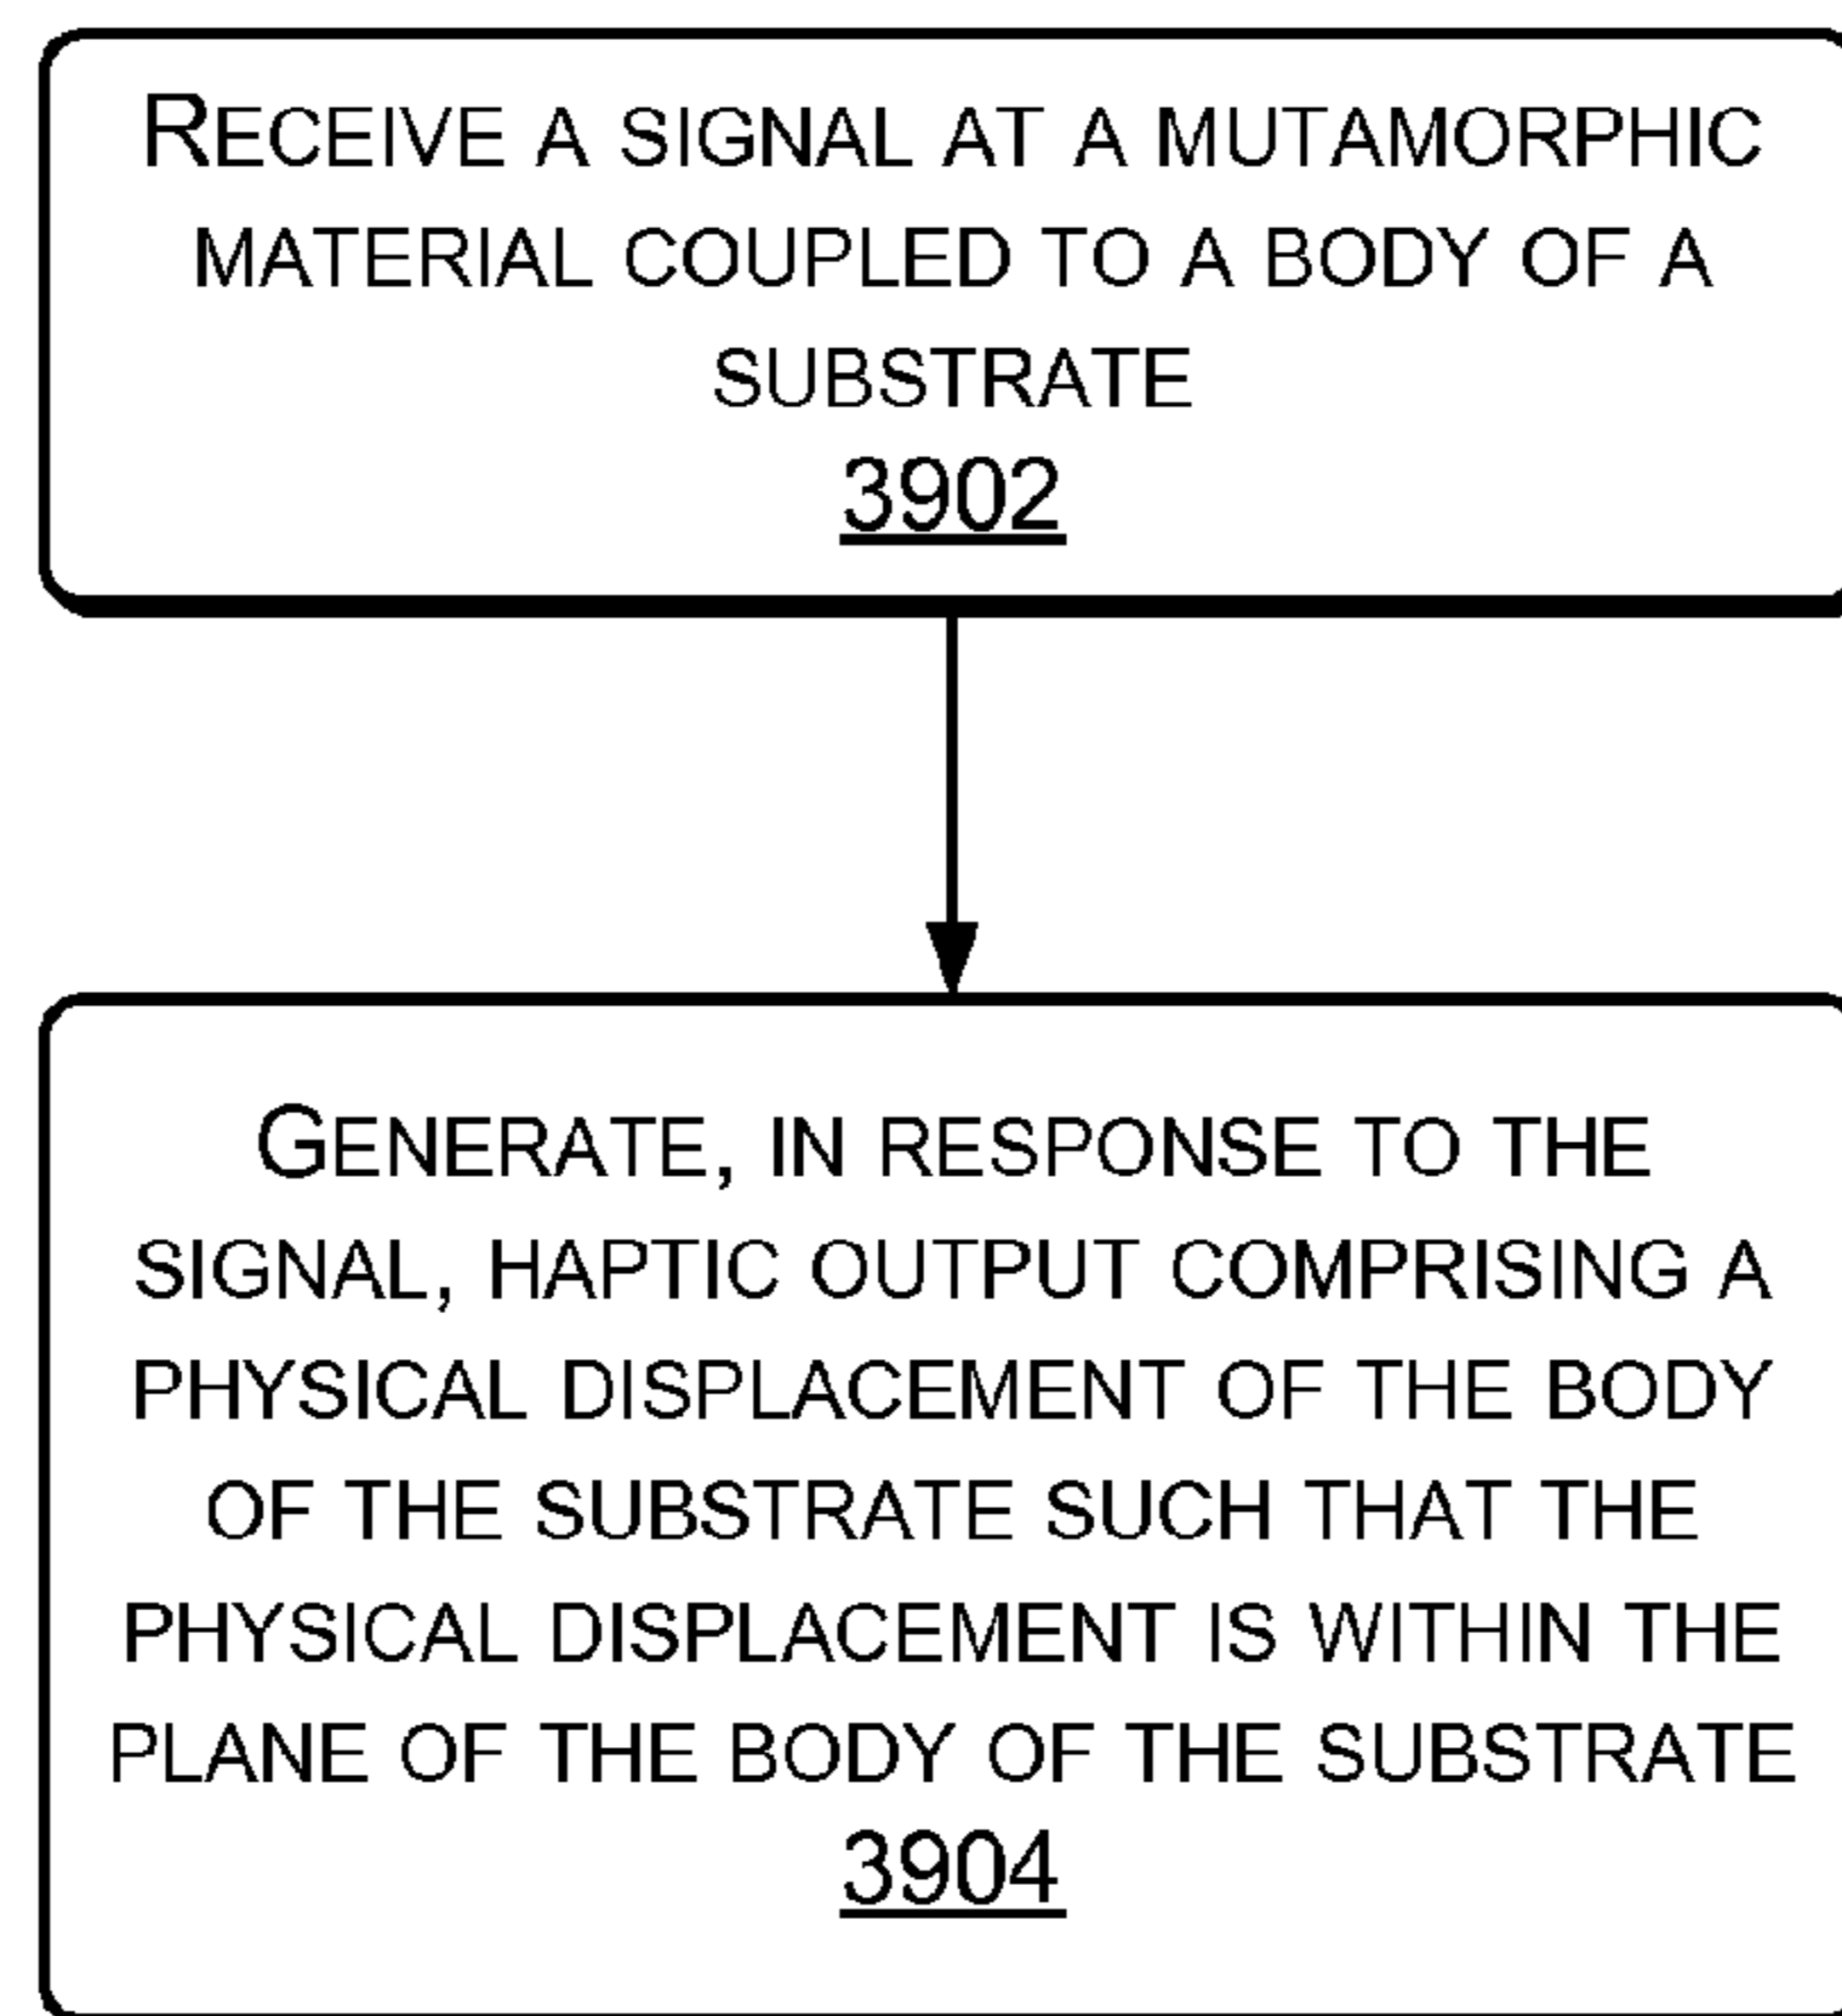 RECEIVE A SIGNAL AT A MUTAMORPHIC
MATERIAL COUPLED TO A BODY OF A
SUBSTRATE
3902
GENERATE, IN RESPONSE TO THE
SIGNAL, HAPTIC OUTPUT COMPRISING A
PHYSICAL DISPLACEMENT OF THE BODY
OF THE SUBSTRATE SUCH THAT THE
PHYSICAL DISPLACEMENT IS WITHIN THE
PLANE OF THE BODY OF THE SUBSTRATE
3904